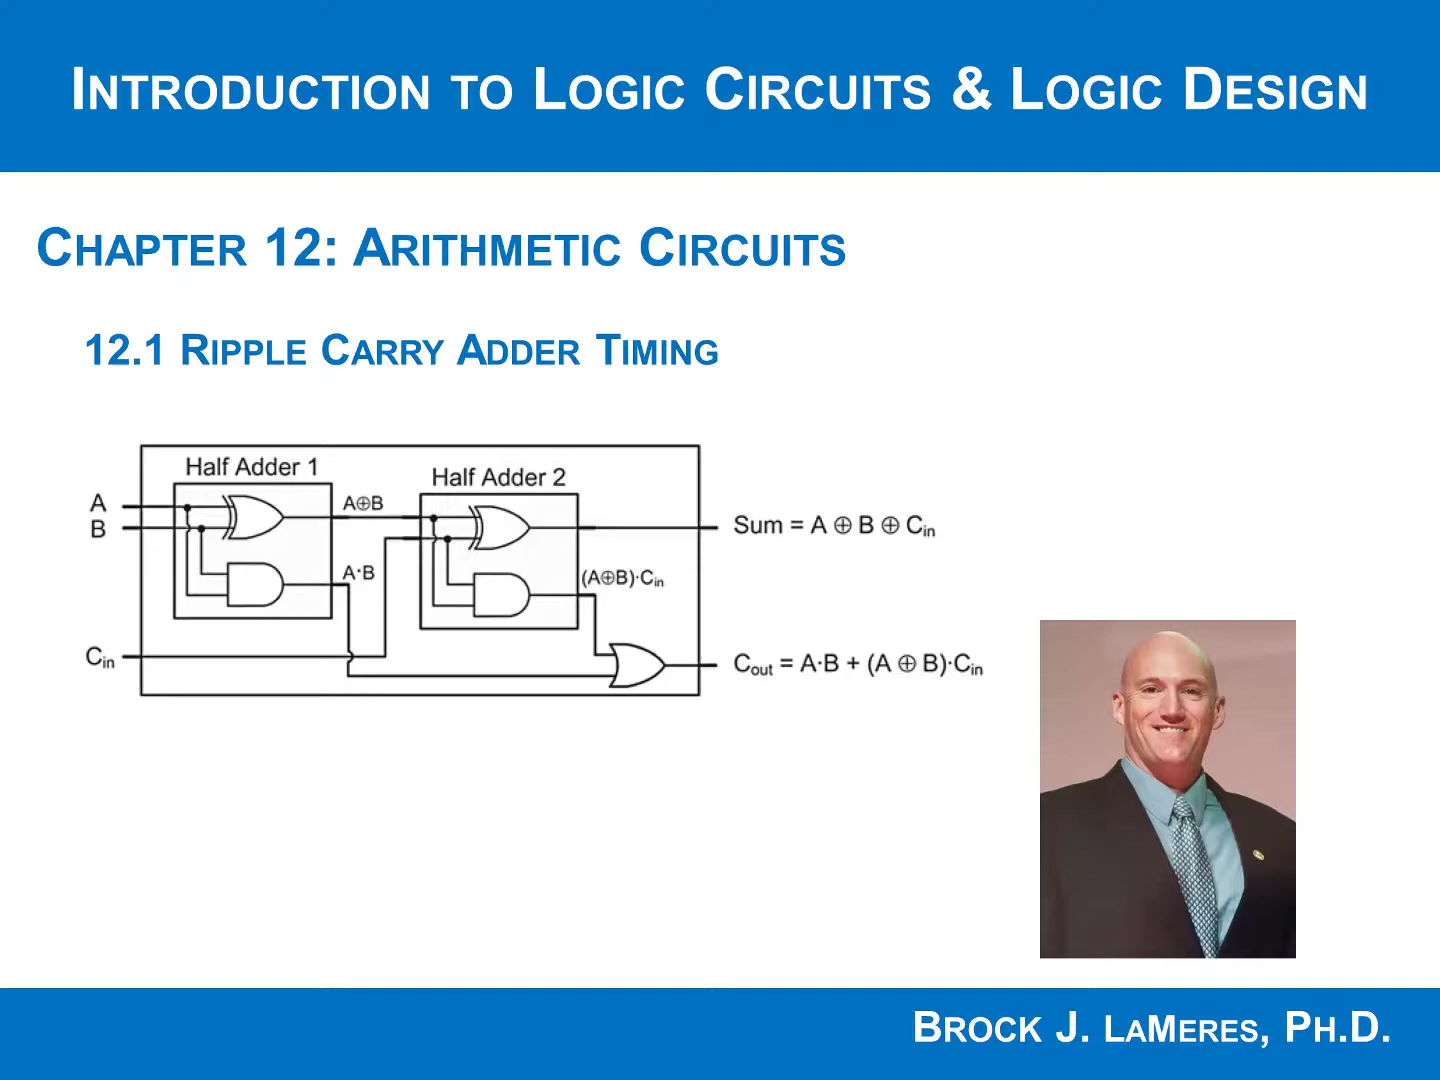 INTRODUCTION TO LOGIC CIRCUITS & LOGIC DESIGN
CHAPTER 12: ARITHMETIC CIRCUITS
12.1 RIPPLE CARRY ADDER TIMING
Half Adder 1
Half Adder 2
A
B
A⊕B
Sum = A ⊕ B ⊕ Cin
A·B
(A⊕B)·Cin
Cin
Cout = A·B + (A ⊕ B)·Cin
BROCK J. LAMERES, PH.D.